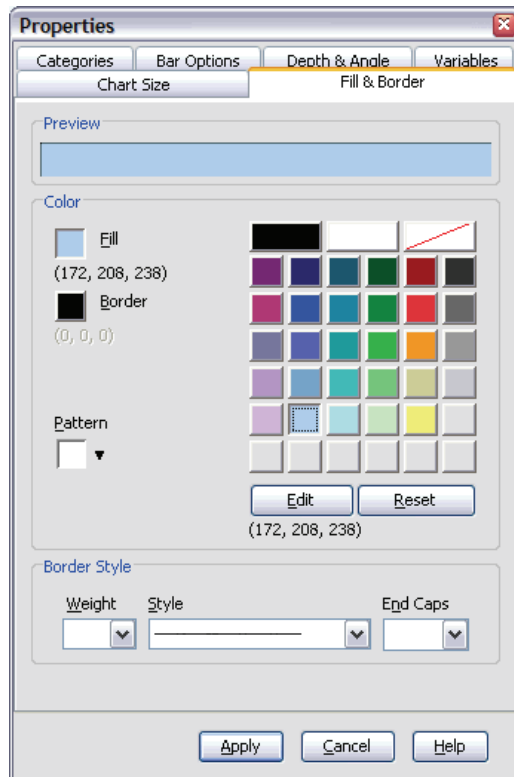 Properties
Categories Bar Options Depth & Angle Variables
Chart Size Fill & Border
Preview
Color
Fill
(172, 208, 238)
Border
(0, 0, 0)
Pattern
Edit Reset
(172, 208, 238)
Border Style
Weight Style End Caps
Apply Cancel Help